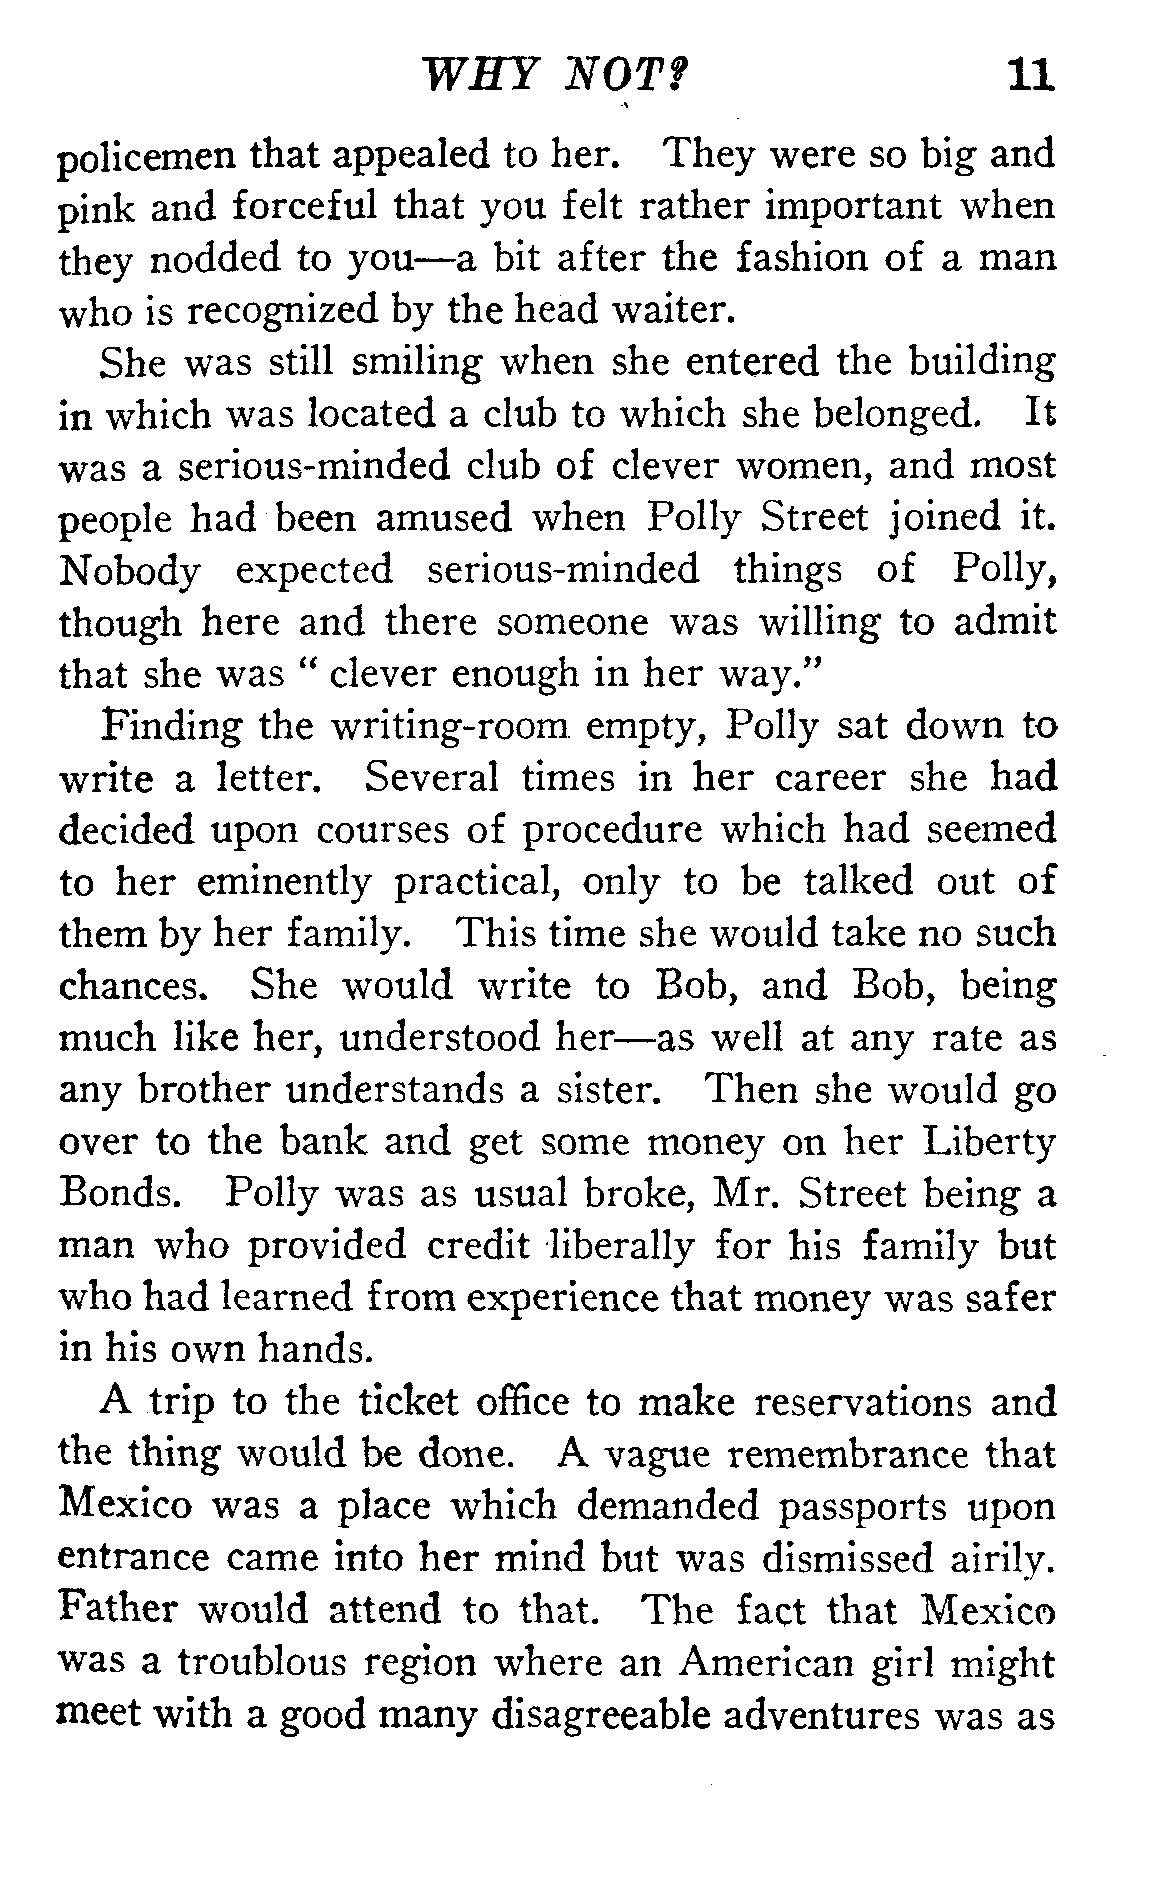 WHY NOT? 11
policemen that appealed to her. They were so big and
pink and forceful that you felt rather important when
they nodded to you—a bit after the fashion of a man
who is recognized by the head waiter.
She was still smiling when she entered the building
in which was located a club to which she belonged. It
was a serious-minded club of clever women, and most
people had been amused when Polly Street joined it.
Nobody expected serious-minded things of Polly,
though here and there someone was willing to admit
that she was “ clever enough in her way.”
Finding the writing-room empty, Polly sat down to
write a letter. Several times in her career she had
decided upon courses of procedure which had seemed
to her eminently practical, only to be talked out of
them by her family. This time she would take no such
chances. She would write to Bob, and Bob, being
much like her, understood her—as well at any rate as
any brother understands a sister. Then she would go
over to the bank and get some money on her Liberty
Bonds. Polly was as usual broke, Mr. Street being a
man who provided credit liberally for his family but
who had learned from experience that money was safer
in his own hands.
A trip to the ticket office to make reservations and
the thing would be done. A vague remembrance that
Mexico was a place which demanded passports upon
entrance came into her mind but was dismissed airily.
Father would attend to that. The fact that Mexico
was a troublous region where an American girl might
meet with a good many disagreeable adventures was as